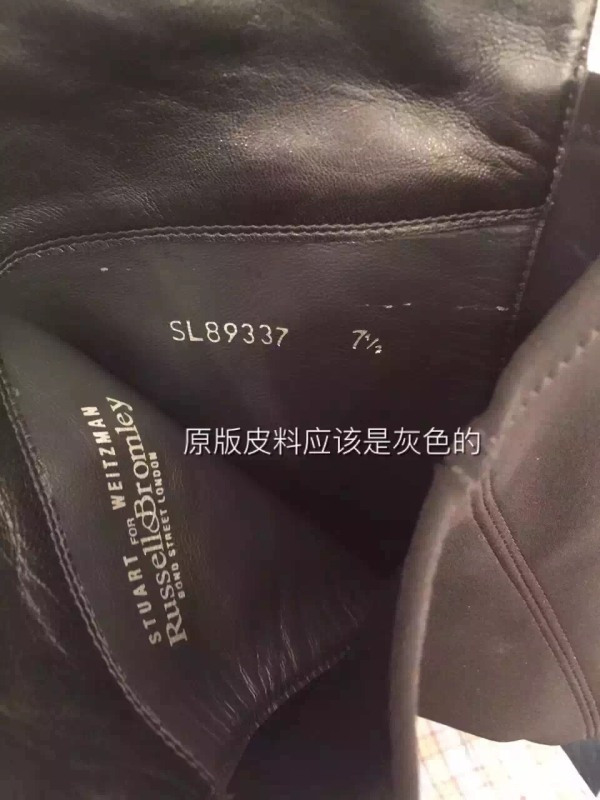 SL89337 7½
原版皮料应该是灰色的
STUART FOR WEITZMAN
Russell&Bromley
BOND STREET LONDON